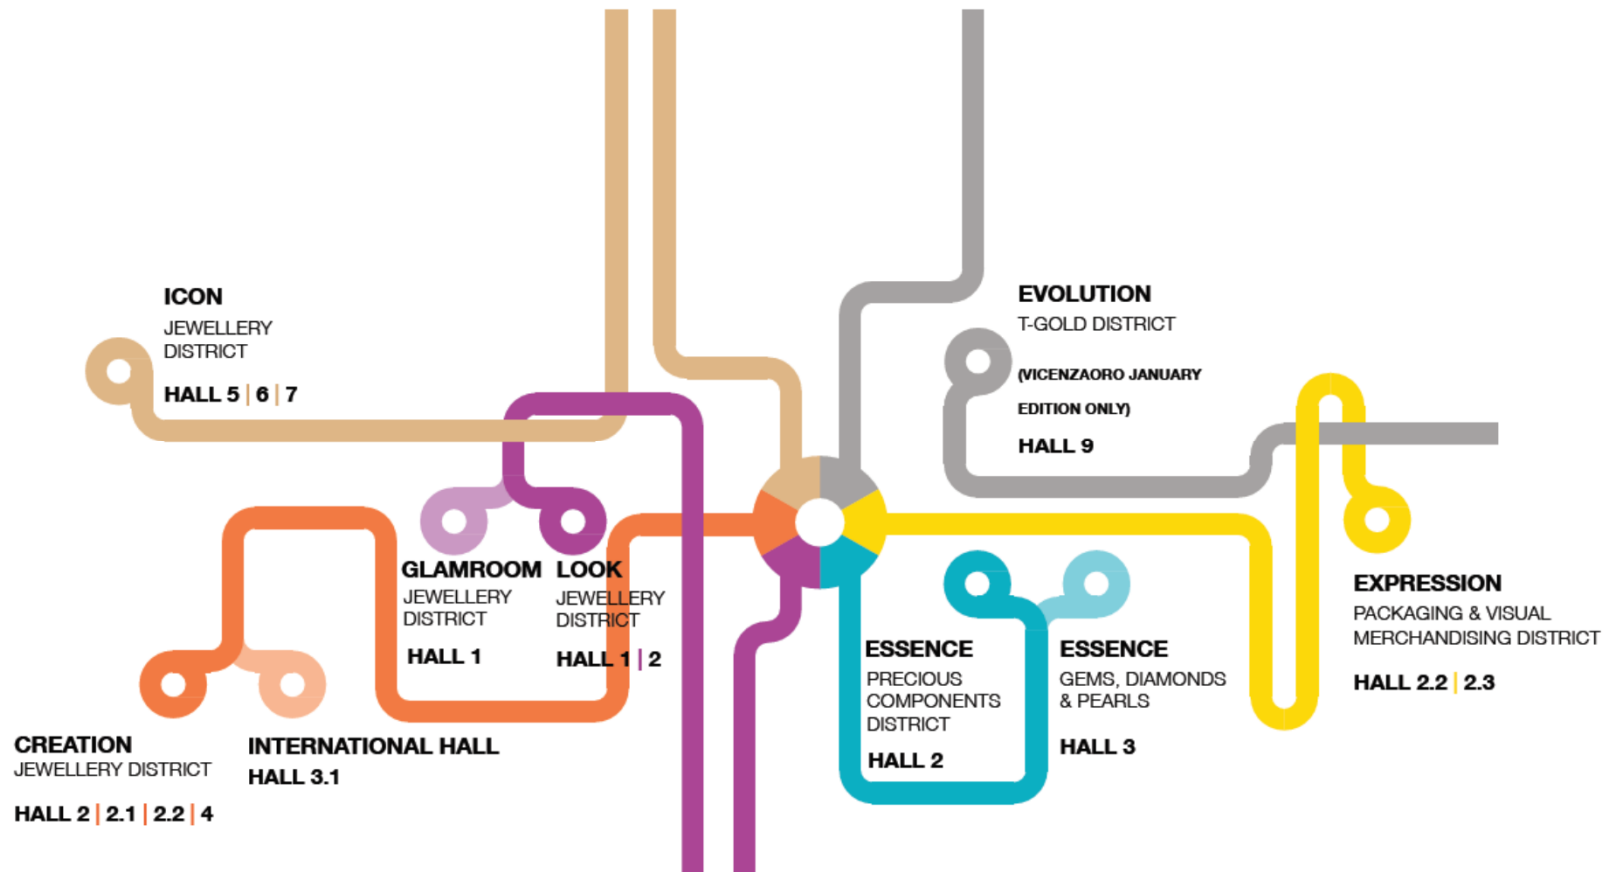 ICON
JEWELLERY
DISTRICT
HALL 5 | 6 | 7
EVOLUTION
T-GOLD DISTRICT
(VICENZAORO JANUARY
EDITION ONLY)
HALL 9
GLAMROOM
JEWELLERY
DISTRICT
HALL 1
LOOK
JEWELLERY
DISTRICT
HALL 1 | 2
EXPRESSION
PACKAGING & VISUAL
MERCHANDISING DISTRICT
HALL 2.2 | 2.3
ESSENCE
PRECIOUS
COMPONENTS
DISTRICT
HALL 2
ESSENCE
GEMS, DIAMONDS
& PEARLS
HALL 3
CREATION
JEWELLERY DISTRICT
HALL 2 | 2.1 | 2.2 | 4
INTERNATIONAL HALL
HALL 3.1